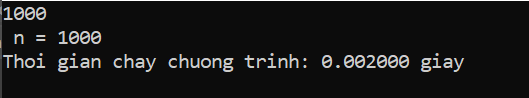 1000
n = 1000
Thoi gian chay chuong trinh: 0.002000 giay